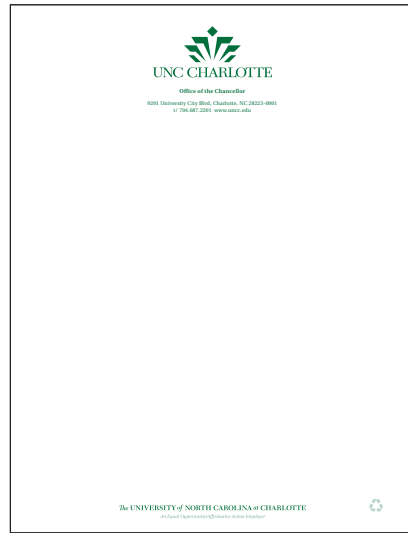 UNC CHARLOTTE
Office of the Chancellor
9201 University City Blvd, Charlotte, NC 28223-0001
t/ 704.687.2201 www.uncc.edu
The UNIVERSITY of NORTH CAROLINA at CHARLOTTE
An Equal Opportunity/Affirmative Action Employer